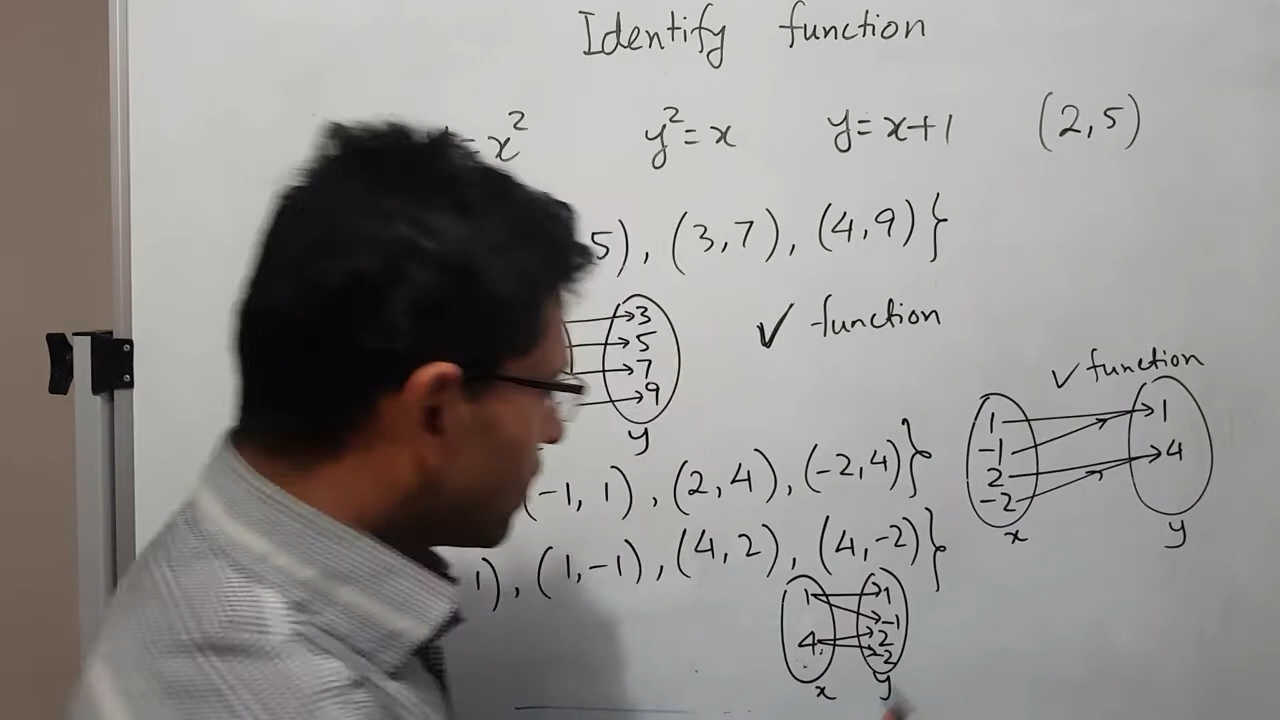 Identify function
= x² y² = x y = x+1 (2,5)
5), (3,7), (4,9)}
3
5
7
9
y
✓ function
✓ function
1 1
-1 4
2
-2
x y
(-1, 1), (2,4), (-2,4)}
1), (1,-1), (4,2), (4,-2)}
1 1
-1
4 2
-2
x y